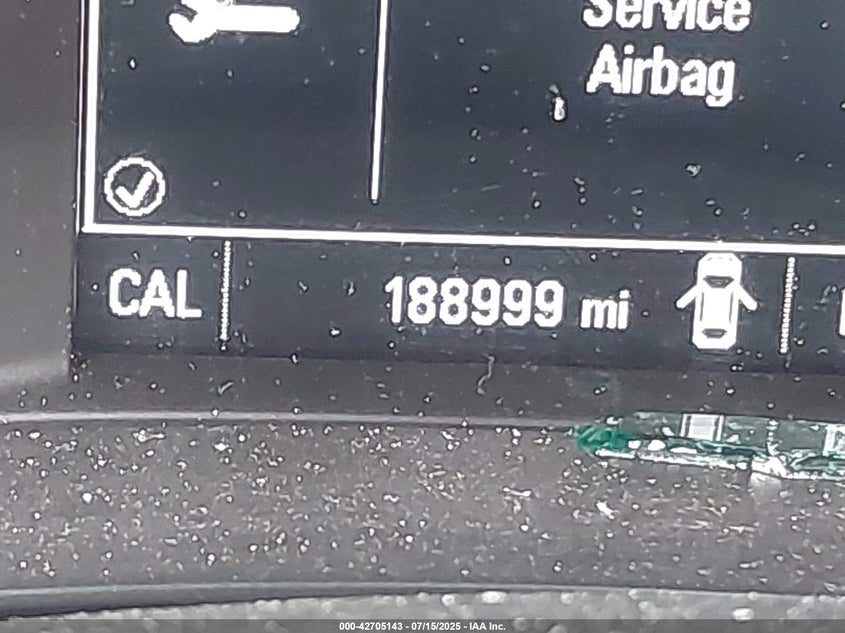 Service
Airbag
CAL
188999 mi
000-42705143 - 07/15/2025 - IAA Inc.